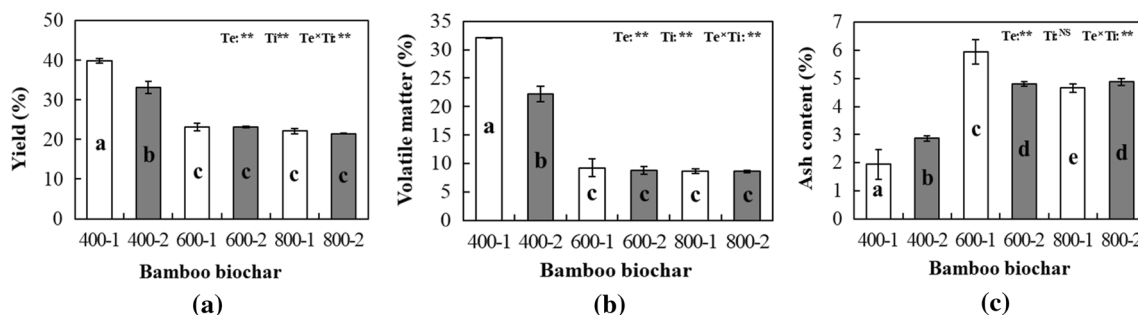 Yield (%)
50
40
30
20
10
0
Te: ** Ti** Te×Ti: **
a b c c c c
400-1 400-2 600-1 600-2 800-1 800-2
Bamboo biochar
(a)
Volatile matter (%)
35
30
25
20
15
10
5
0
Te: ** Ti: ** Te×Ti: **
a b c c c c
400-1 400-2 600-1 600-2 800-1 800-2
Bamboo biochar
(b)
Ash content (%)
7
6
5
4
3
2
1
0
Te:** Ti:NS Te×Ti: **
a b c d e d
400-1 400-2 600-1 600-2 800-1 800-2
Bamboo biochar
(c)